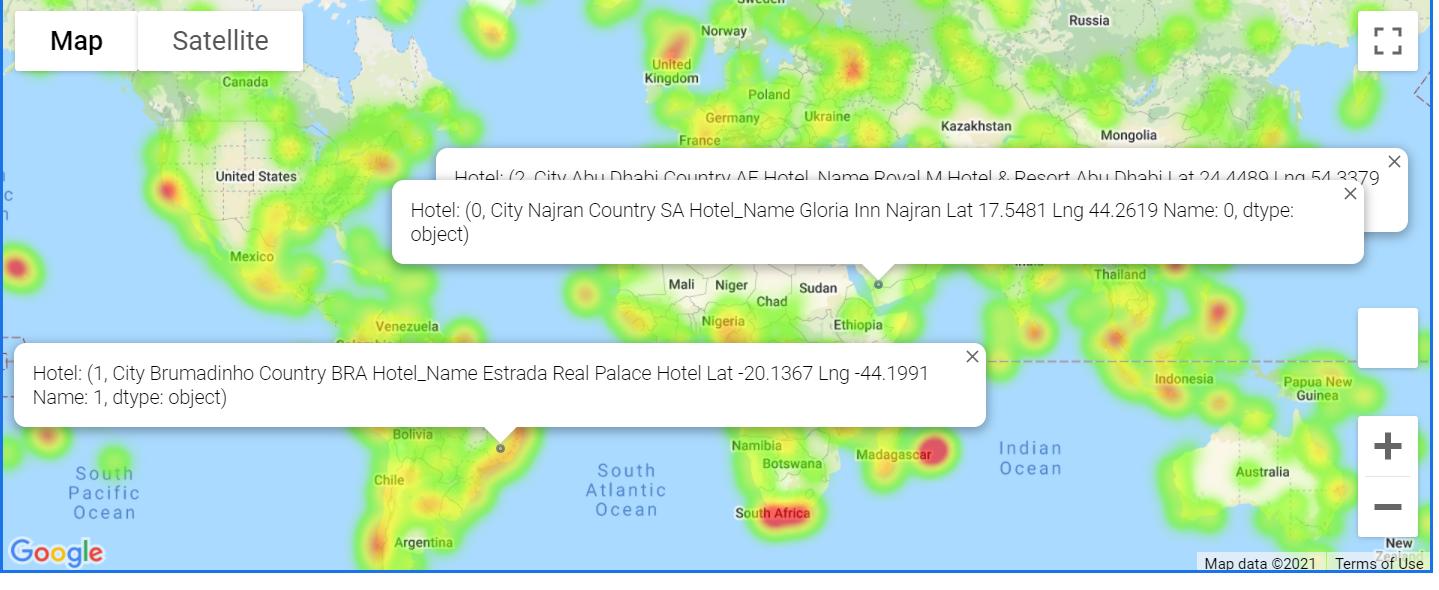 Map
Satellite
Sweden
Norway
Russia
United
Kingdom
Canada
Poland
Germany
Ukraine
France
Kazakhstan
Mongolia
United States
Hotel: (2, City Abu Dhabi Country AE Hotel_Name Royal M Hotel & Resort Abu Dhabi Lat 24.4489 Lng 54.3379
Hotel: (0, City Najran Country SA Hotel_Name Gloria Inn Najran Lat 17.5481 Lng 44.2619 Name: 0, dtype:
object)
Mexico
Thailand
Mali
Niger
Sudan
Chad
Nigeria
Ethiopia
Venezuela
Hotel: (1, City Brumadinho Country BRA Hotel_Name Estrada Real Palace Hotel Lat -20.1367 Lng -44.1991
Name: 1, dtype: object)
Indonesia
Papua New
Guinea
Bolivia
Namibia
Botswana
Madagascar
Indian
Ocean
Australia
Chile
South
Pacific
Ocean
South
Atlantic
Ocean
South Africa
Argentina
New
Zealand
Google
Map data ©2021
Terms of Use